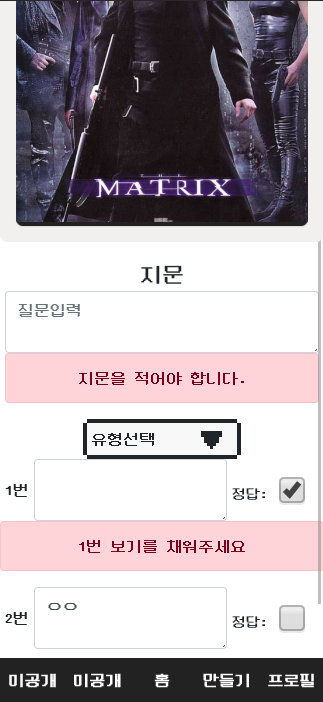 THE
MATRIX
지문
질문입력
지문을 적어야 합니다.
유형선택
1번 정답:
1번 보기를 채워주세요
2번 ㅇㅇ 정답:
미공개 미공개 홈 만들기 프로필